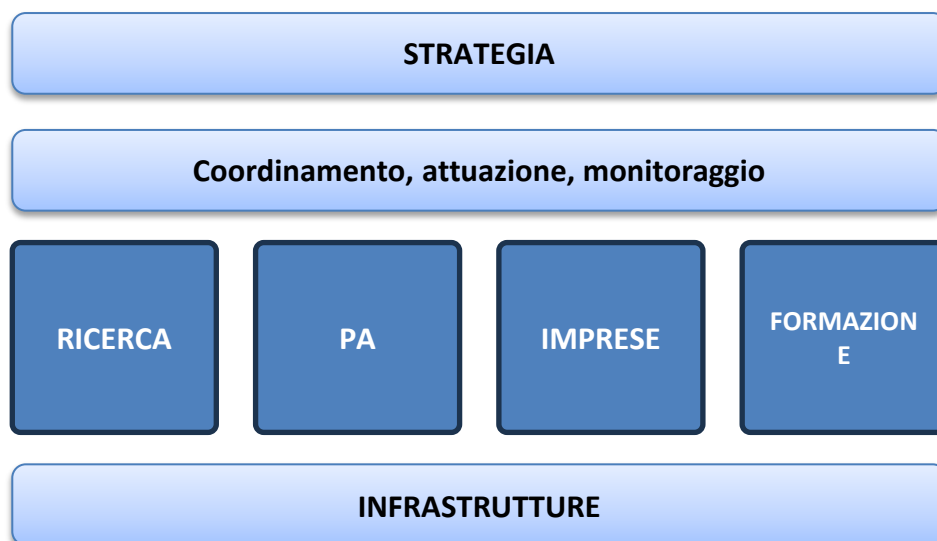 STRATEGIA
Coordinamento, attuazione, monitoraggio
RICERCA
PA
IMPRESE
FORMAZION
E
INFRASTRUTTURE